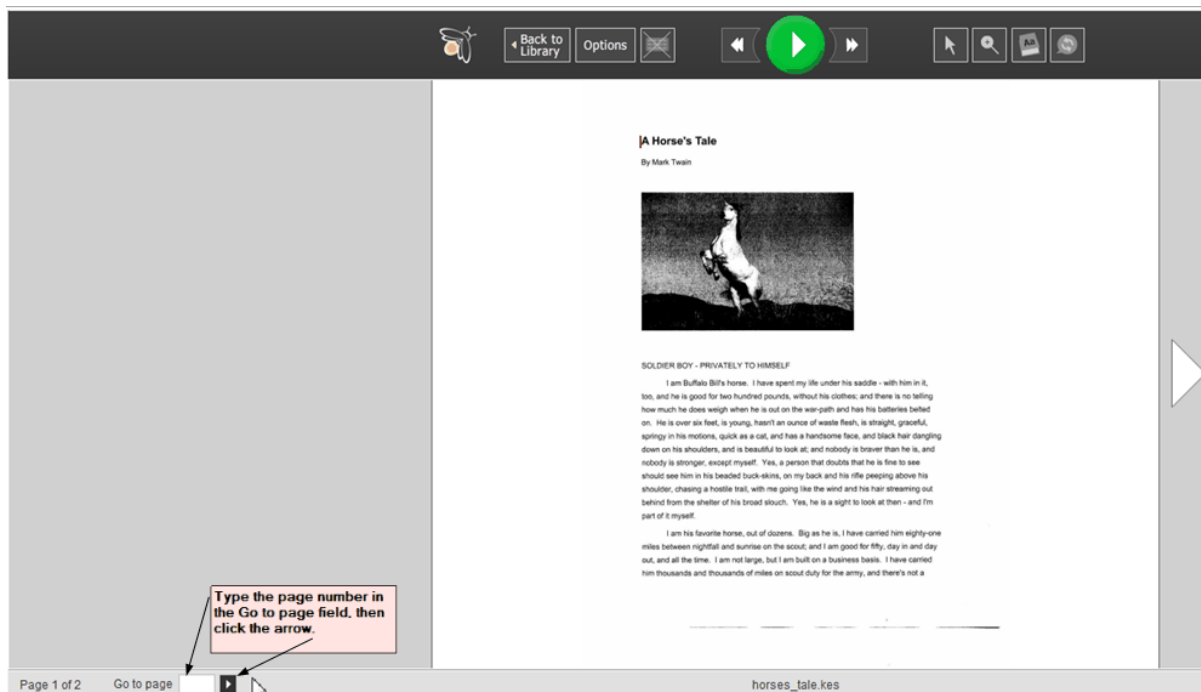 Back to
Library
Options
Aa
A Horse's Tale
By Mark Twain
SOLDIER BOY - PRIVATELY TO HIMSELF
I am Buffalo Bill's horse. I have spent my life under his saddle - with him in it,
too, and he is good for two hundred pounds, without his clothes; and there is no telling
how much he does weigh when he is out on the war-path and has his batteries belted
on. He is over six feet, is young, hasn't an ounce of waste flesh, is straight, graceful,
springy in his motions, quick as a cat, and has a handsome face, and black hair dangling
down on his shoulders, and is beautiful to look at; and nobody is braver than he is, and
nobody is stronger, except myself. Yes, a person that doubts that he is fine to see
should see him in his beaded buck-skins, on my back and his rifle peeping above his
shoulder, chasing a hostile trail, with me going like the wind and his hair streaming out
behind from the shelter of his broad slouch. Yes, he is a sight to look at then - and I'm
part of it myself.
I am his favorite horse, out of dozens. Big as he is, I have carried him eighty-one
miles between nightfall and sunrise on the scout; and I am good for fifty, day in and day
out, and all the time. I am not large, but I am built on a business basis. I have carried
him thousands and thousands of miles on scout duty for the army, and there's not a
Type the page number in
the Go to page field, then
click the arrow.
Page 1 of 2 Go to page
horses_tale.kes